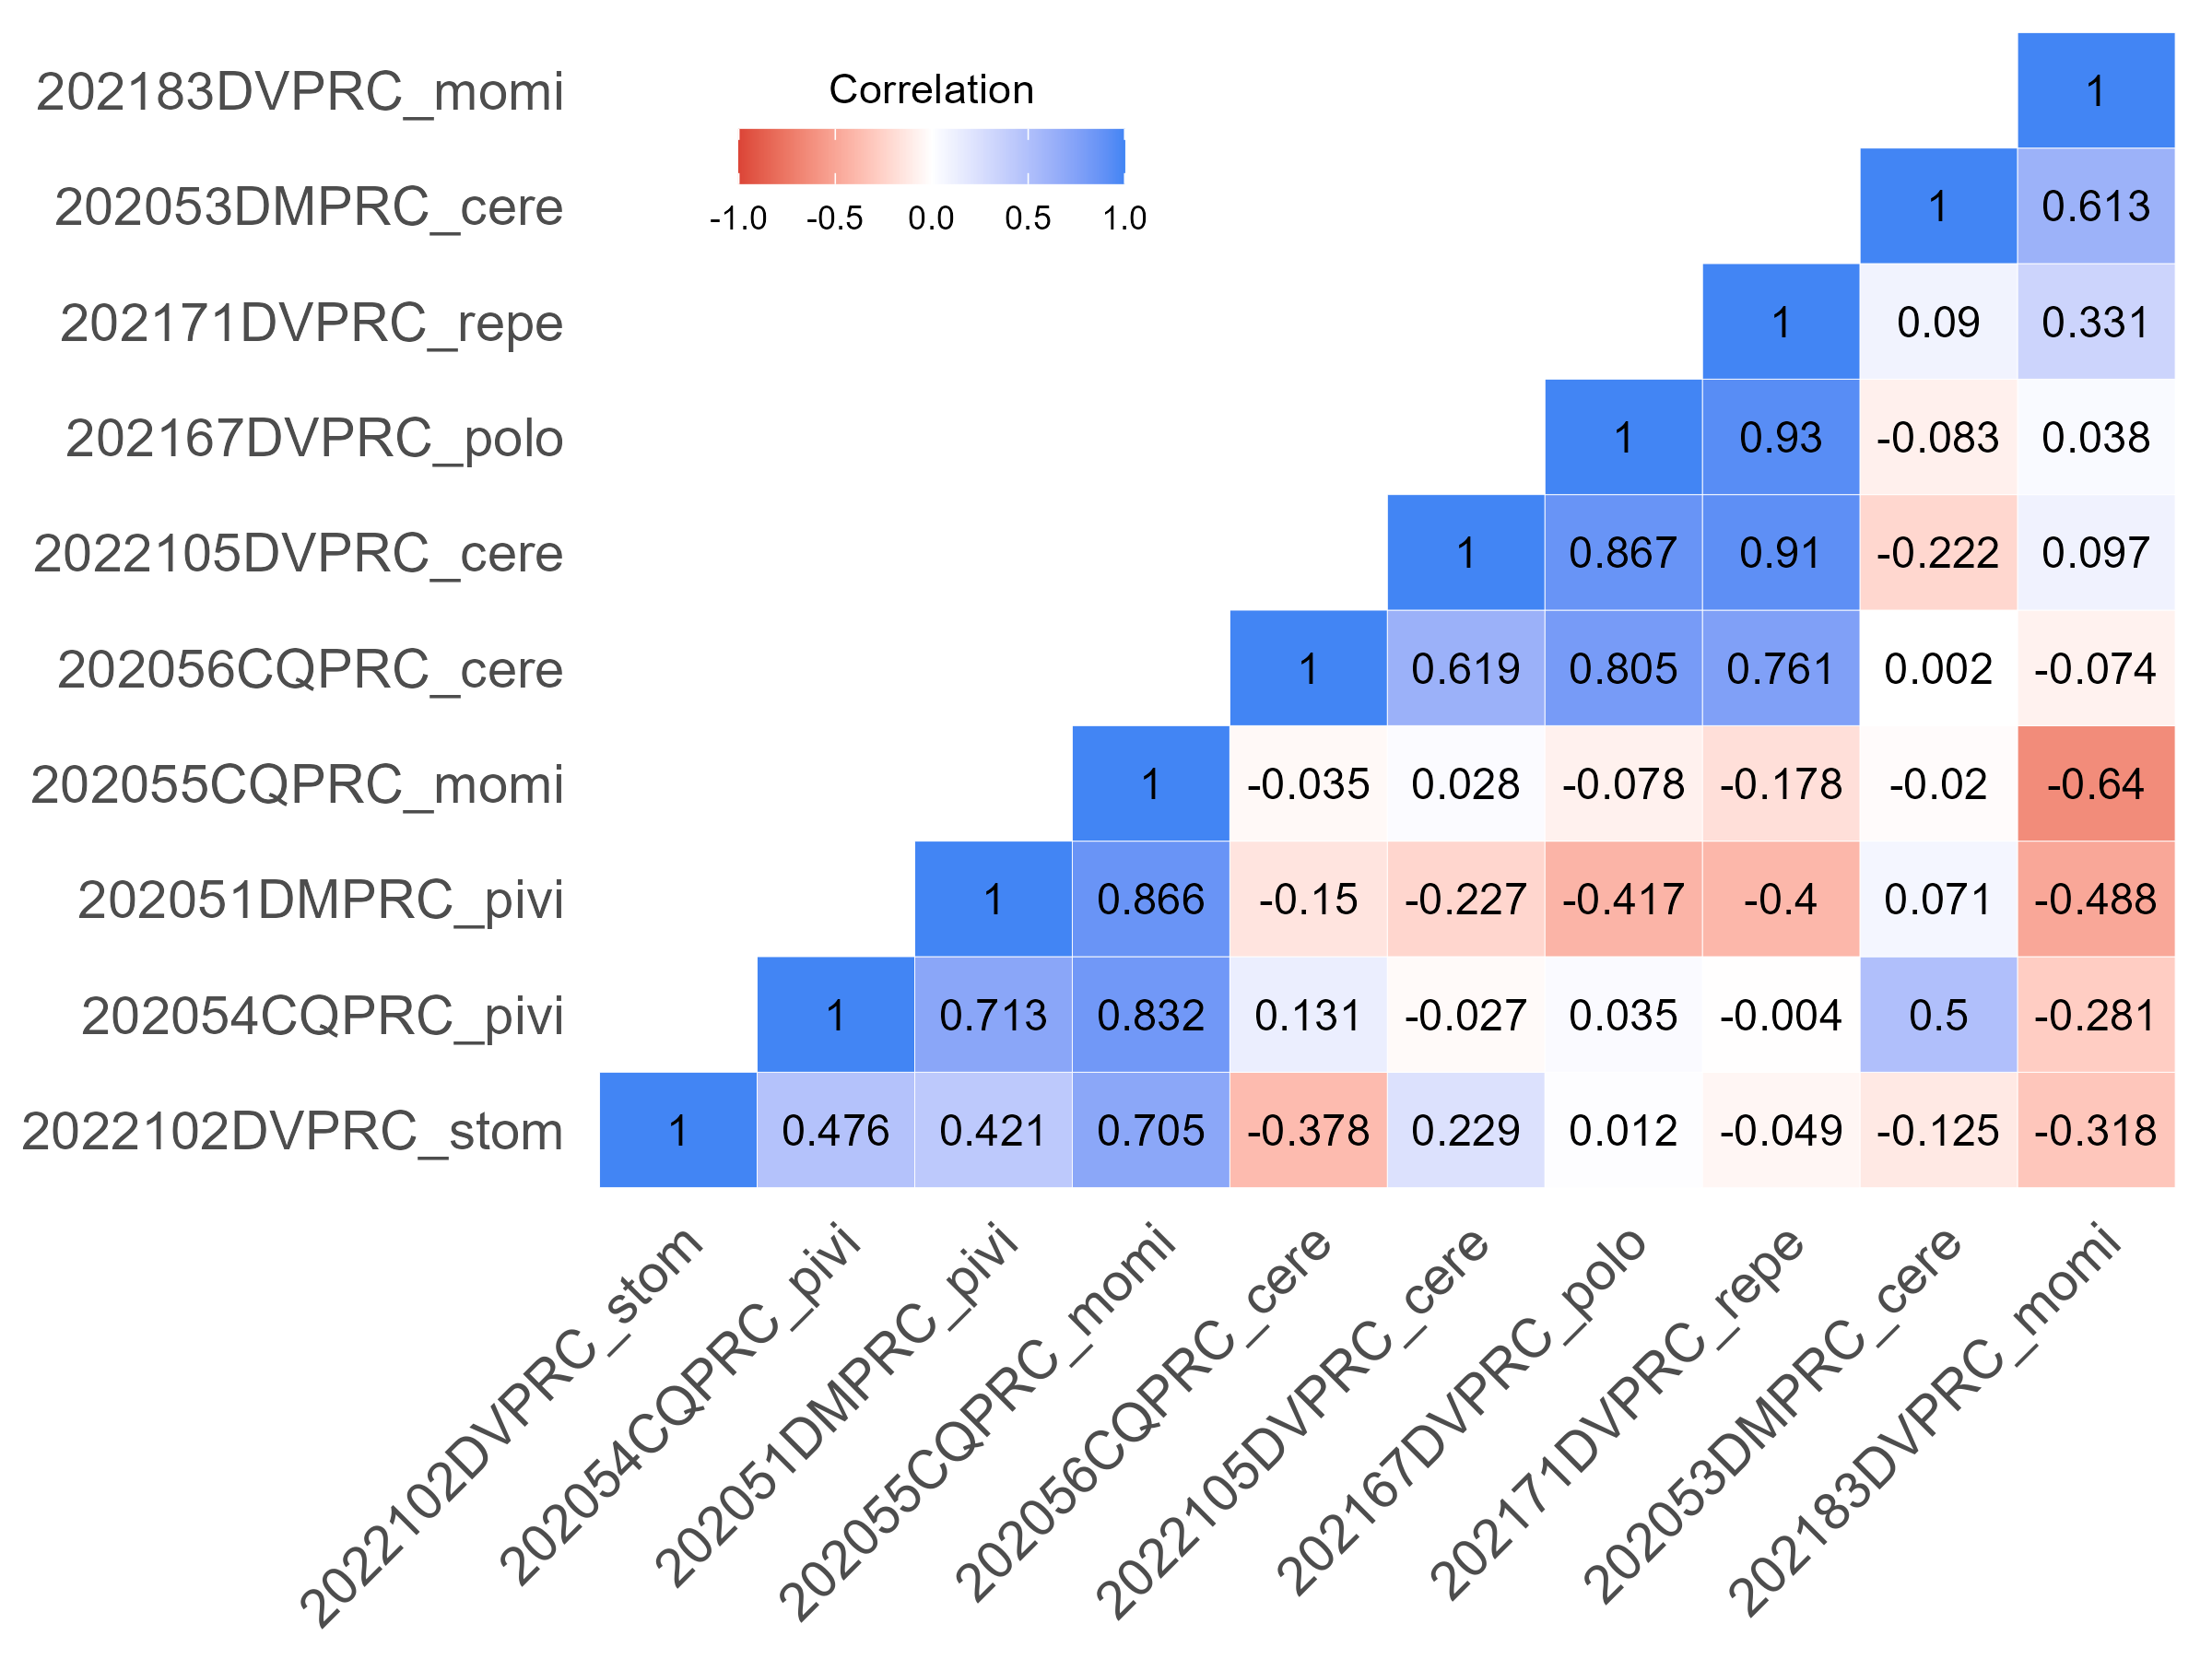 Correlation
-1.0 -0.5 0.0 0.5 1.0
202183DVPRC_momi 1
202053DMPRC_cere 1 0.613
202171DVPRC_repe 1 0.09 0.331
202167DVPRC_polo 1 0.93 -0.083 0.038
2022105DVPRC_cere 1 0.867 0.91 -0.222 0.097
202056CQPRC_cere 1 0.619 0.805 0.761 0.002 -0.074
202055CQPRC_momi 1 -0.035 0.028 -0.078 -0.178 -0.02 -0.64
202051DMPRC_pivi 1 0.866 -0.15 -0.227 -0.417 -0.4 0.071 -0.488
202054CQPRC_pivi 1 0.713 0.832 0.131 -0.027 0.035 -0.004 0.5 -0.281
2022102DVPRC_stom 1 0.476 0.421 0.705 -0.378 0.229 0.012 -0.049 -0.125 -0.318
2022102DVPRC_stom
202054CQPRC_pivi
202051DMPRC_pivi
202055CQPRC_momi
202056CQPRC_cere
2022105DVPRC_cere
202167DVPRC_polo
202171DVPRC_repe
202053DMPRC_cere
202183DVPRC_momi